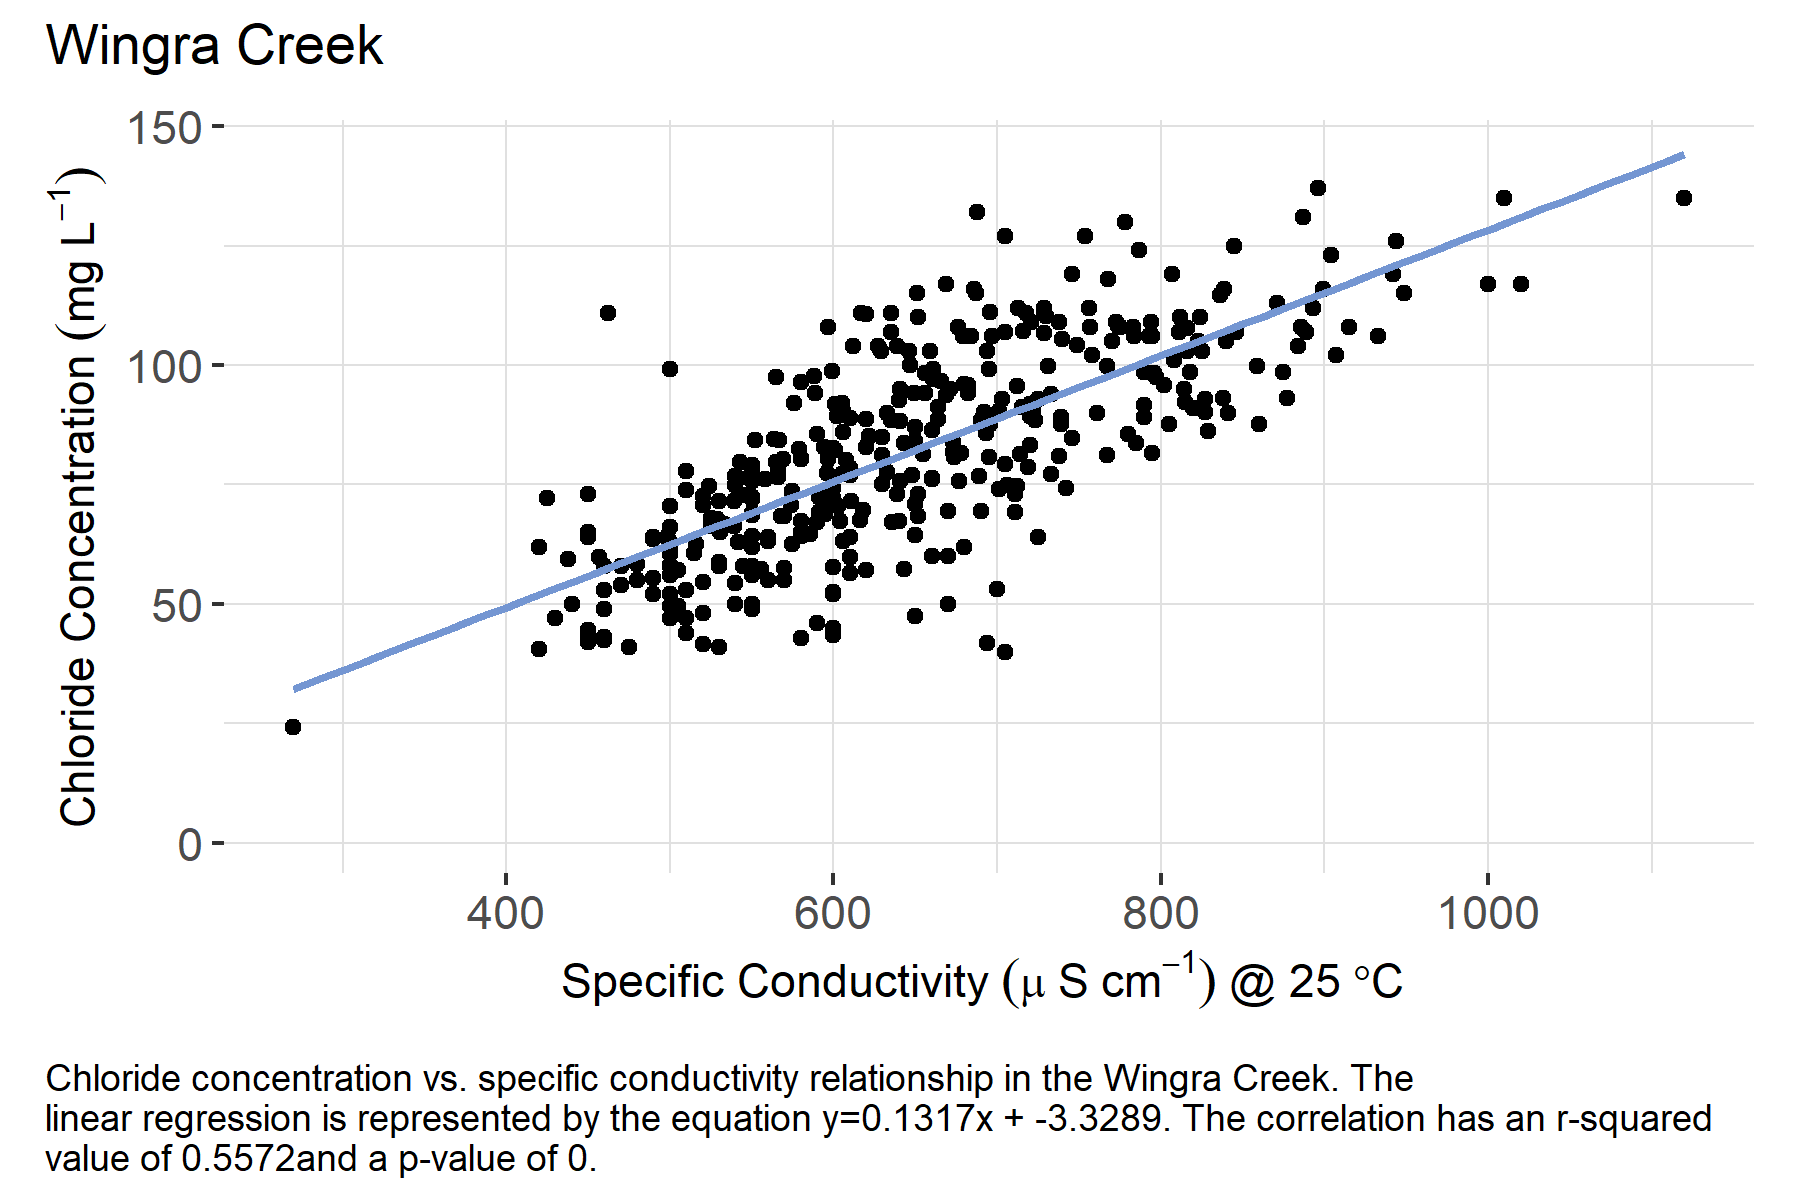 Wingra Creek
150
100
50
0
Chloride Concentration (mg L⁻¹)
400 600 800 1000
Specific Conductivity (μ S cm⁻¹) @ 25 °C
Chloride concentration vs. specific conductivity relationship in the Wingra Creek. The
linear regression is represented by the equation y=0.1317x + -3.3289. The correlation has an r-squared
value of 0.5572and a p-value of 0.